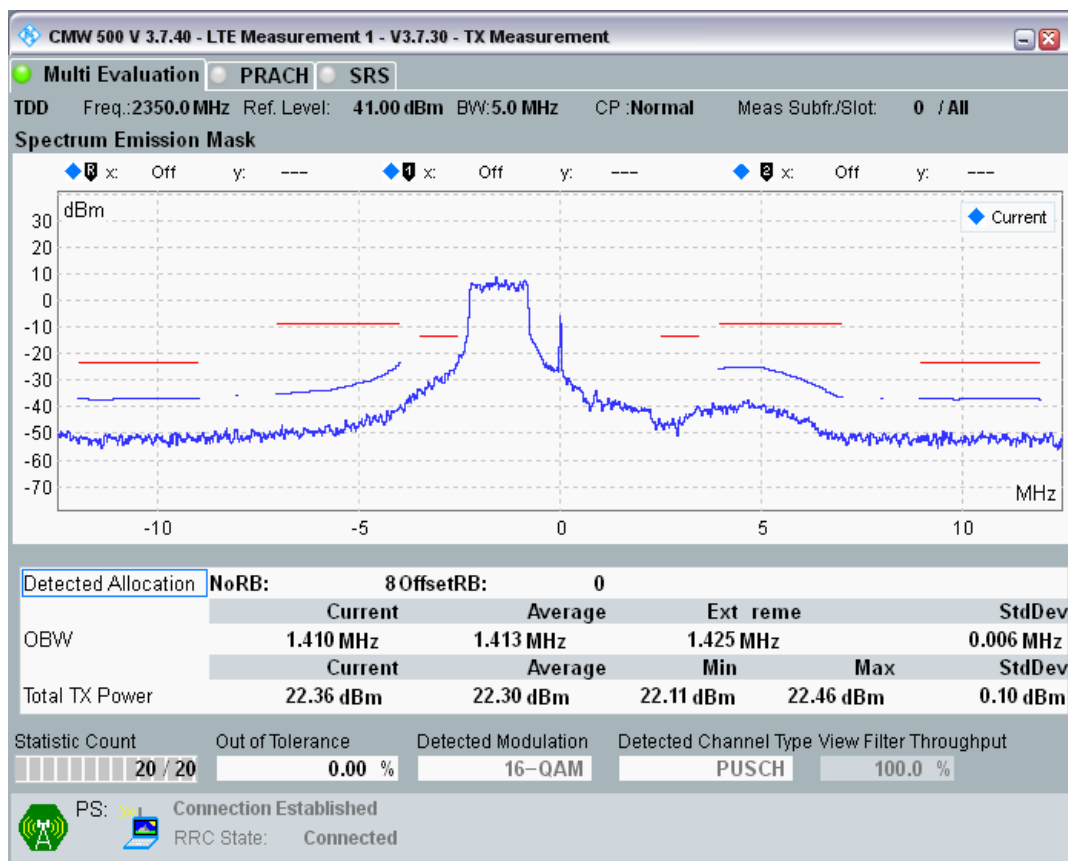 CMW 500 V 3.7.40 - LTE Measurement 1 - V3.7.30 - TX Measurement
Multi Evaluation PRACH SRS
TDD Freq.:2350.0 MHz Ref. Level: 41.00 dBm BW:5.0 MHz CP :Normal Meas Subfr./Slot: 0 / All
Spectrum Emission Mask
R x: Off y: --- 1 x: Off y: --- 2 x: Off y: ---
dBm
Current
30
20
10
0
-10
-20
-30
-40
-50
-60
-70
MHz
-10 -5 0 5 10
Detected Allocation NoRB: 8 OffsetRB: 0
Current Average Ext reme StdDev
OBW 1.410 MHz 1.413 MHz 1.425 MHz 0.006 MHz
Current Average Min Max StdDev
Total TX Power 22.36 dBm 22.30 dBm 22.11 dBm 22.46 dBm 0.10 dBm
Statistic Count Out of Tolerance Detected Modulation Detected Channel Type View Filter Throughput
20 / 20 0.00 % 16-QAM PUSCH 100.0 %
PS: Connection Established
RRC State: Connected